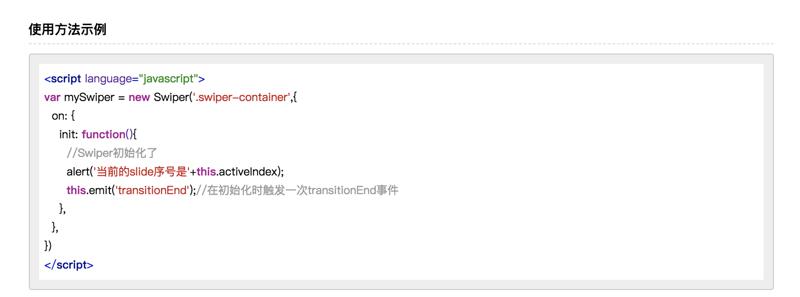 使用方法示例
<script language="javascript">
var mySwiper = new Swiper('.swiper-container',{
on: {
init: function(){
//Swiper初始化了
alert('当前的slide序号是'+this.activeIndex);
this.emit('transitionEnd');//在初始化时触发一次transitionEnd事件
},
},
})
</script>